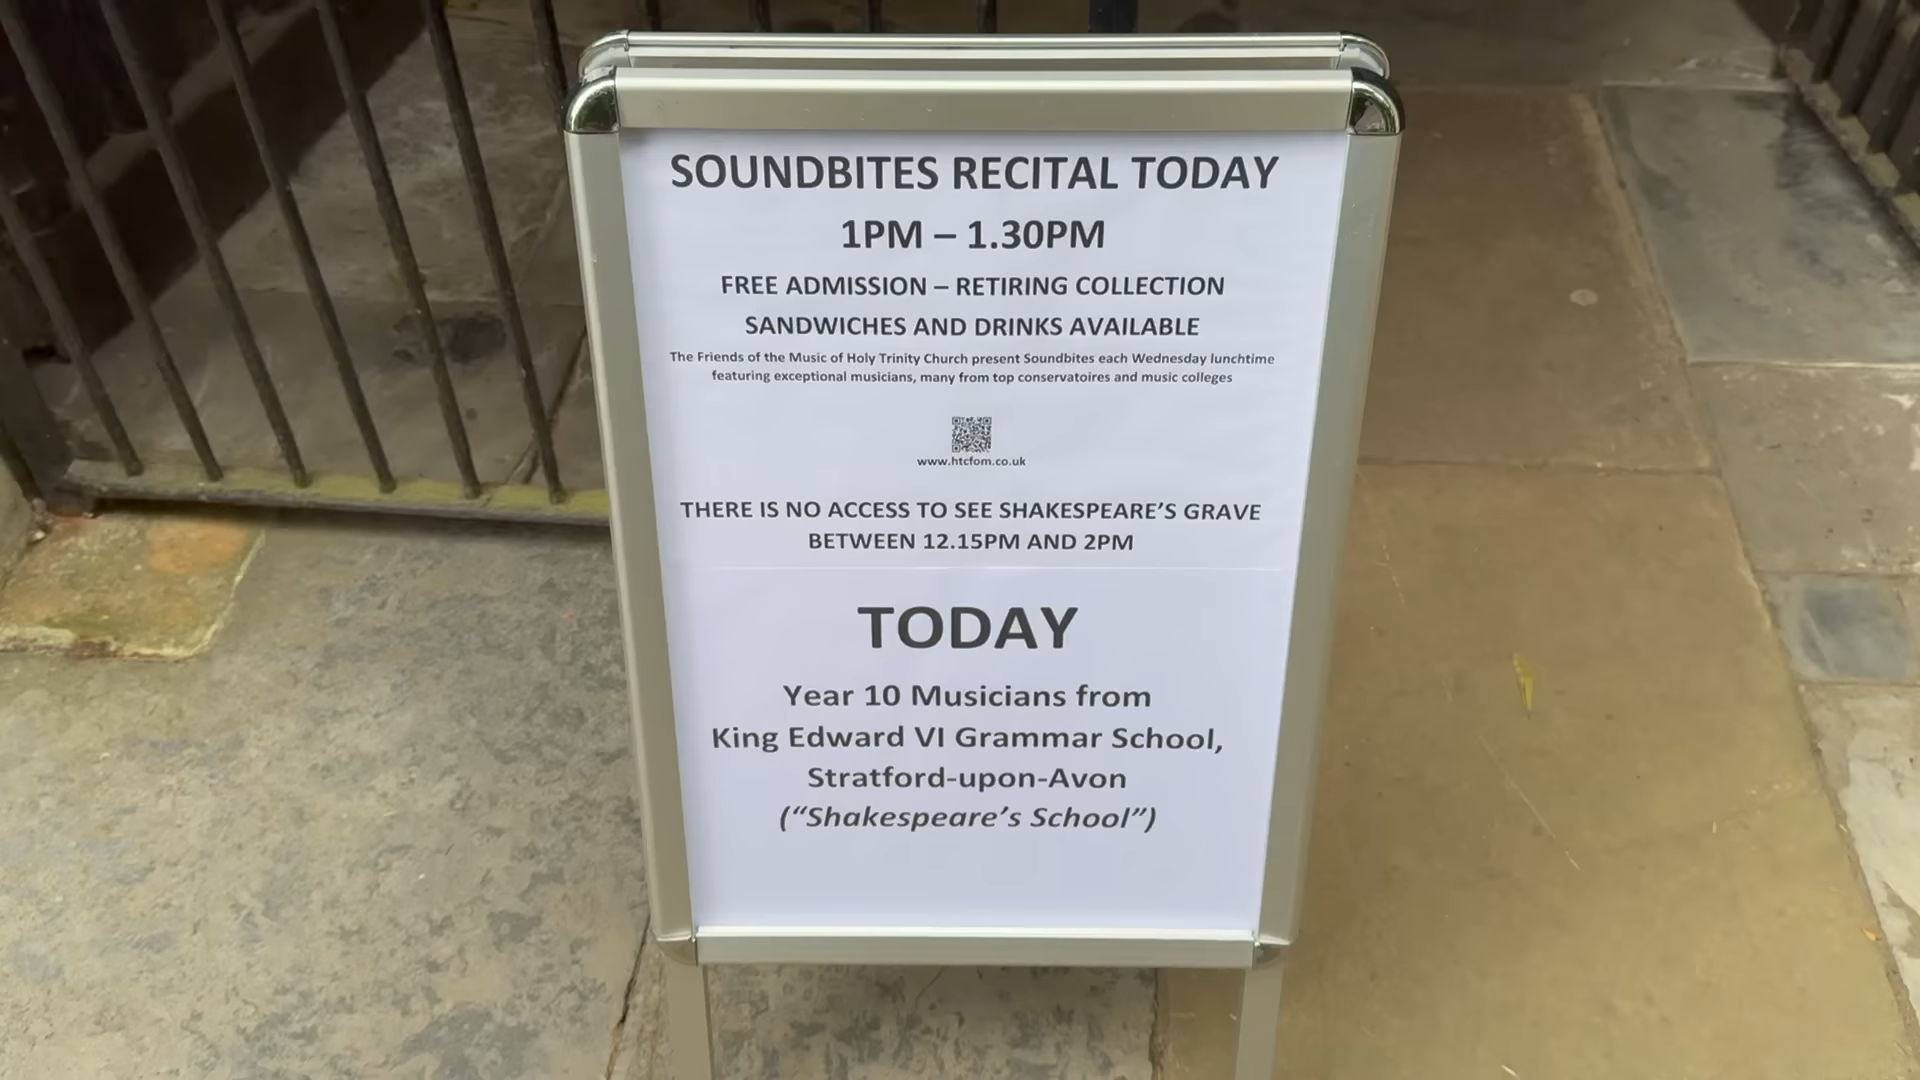 SOUNDBITES RECITAL TODAY
1PM – 1.30PM
FREE ADMISSION – RETIRING COLLECTION
SANDWICHES AND DRINKS AVAILABLE
The Friends of the Music of Holy Trinity Church present Soundbites each Wednesday lunchtime
featuring exceptional musicians, many from top conservatoires and music colleges
www.htcfom.co.uk
THERE IS NO ACCESS TO SEE SHAKESPEARE’S GRAVE
BETWEEN 12.15PM AND 2PM
TODAY
Year 10 Musicians from
King Edward VI Grammar School,
Stratford-upon-Avon
(“Shakespeare’s School”)